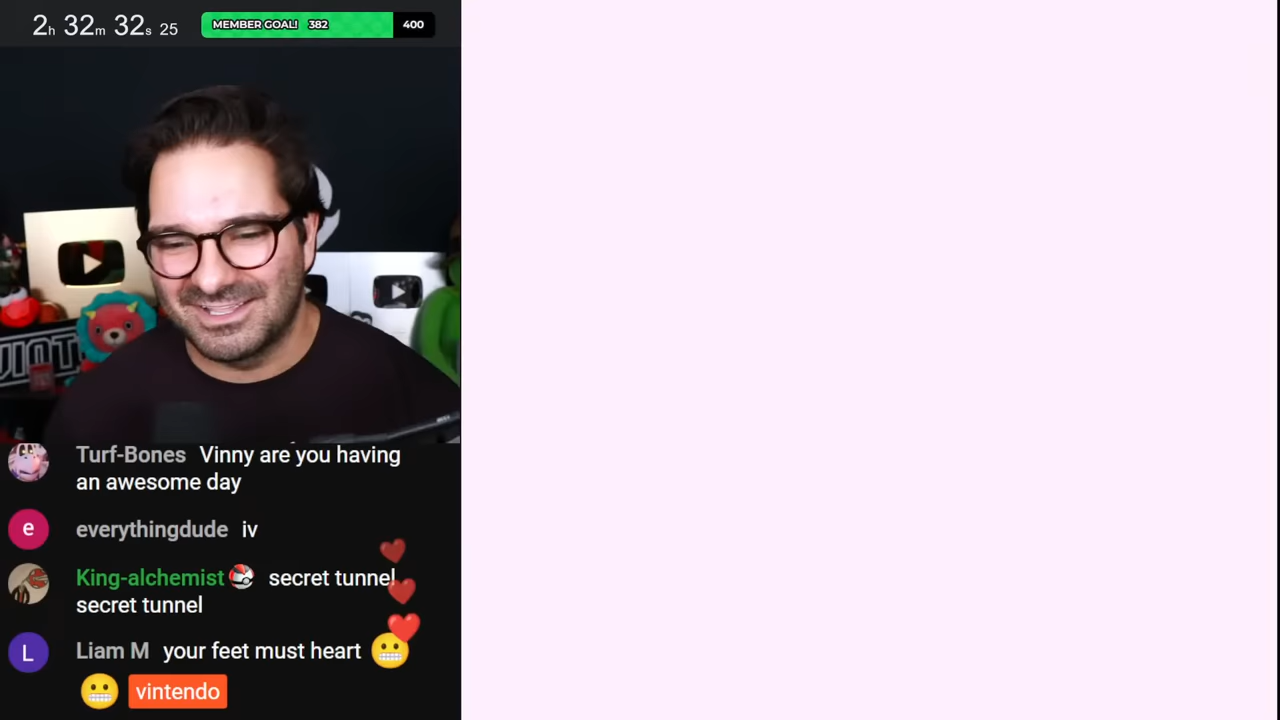 2h 32m 32s 25
MEMBER GOAL! 382
400
Turf-Bones Vinny are you having
an awesome day
e
everythingdude iv
King-alchemist secret tunnel
secret tunnel
L
Liam M your feet must heart
vintendo